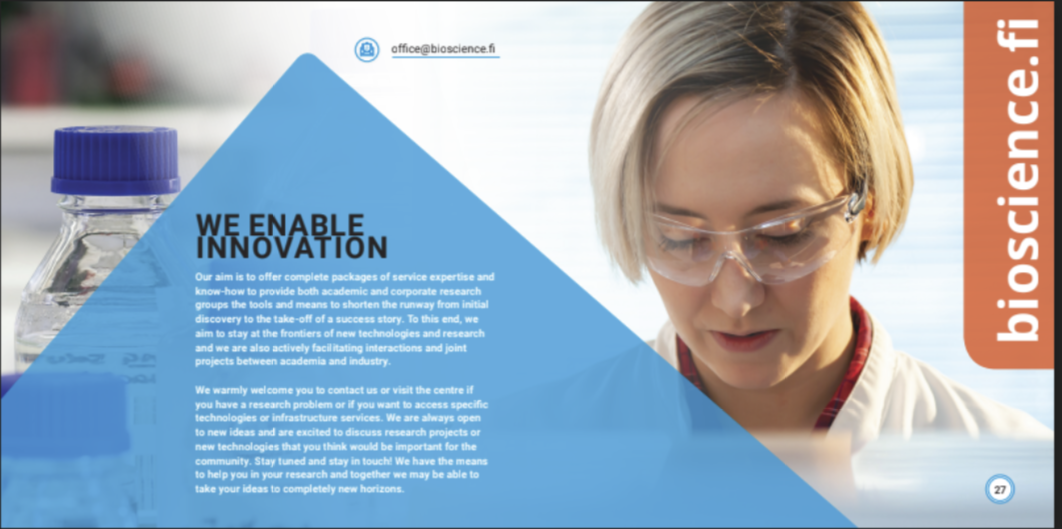 office@bioscience.fi
bioscience.fi
WE ENABLE
INNOVATION
Our aim is to offer complete packages of service expertise and
know-how to provide both academic and corporate research
groups the tools and means to shorten the runway from initial
discovery to the take-off of a success story. To this end, we
aim to stay at the frontiers of new technologies and research
and we are also actively facilitating interactions and joint
projects between academia and industry.
We warmly welcome you to contact us or visit the centre if
you have a research problem or if you want to access specific
technologies or infrastructure services. We are always open
to new ideas and are excited to discuss research projects or
new technologies that you think would be important for the
community. Stay tuned and stay in touch! We have the means
to help you in your research and together we may be able to
take your ideas to completely new horizons.
27